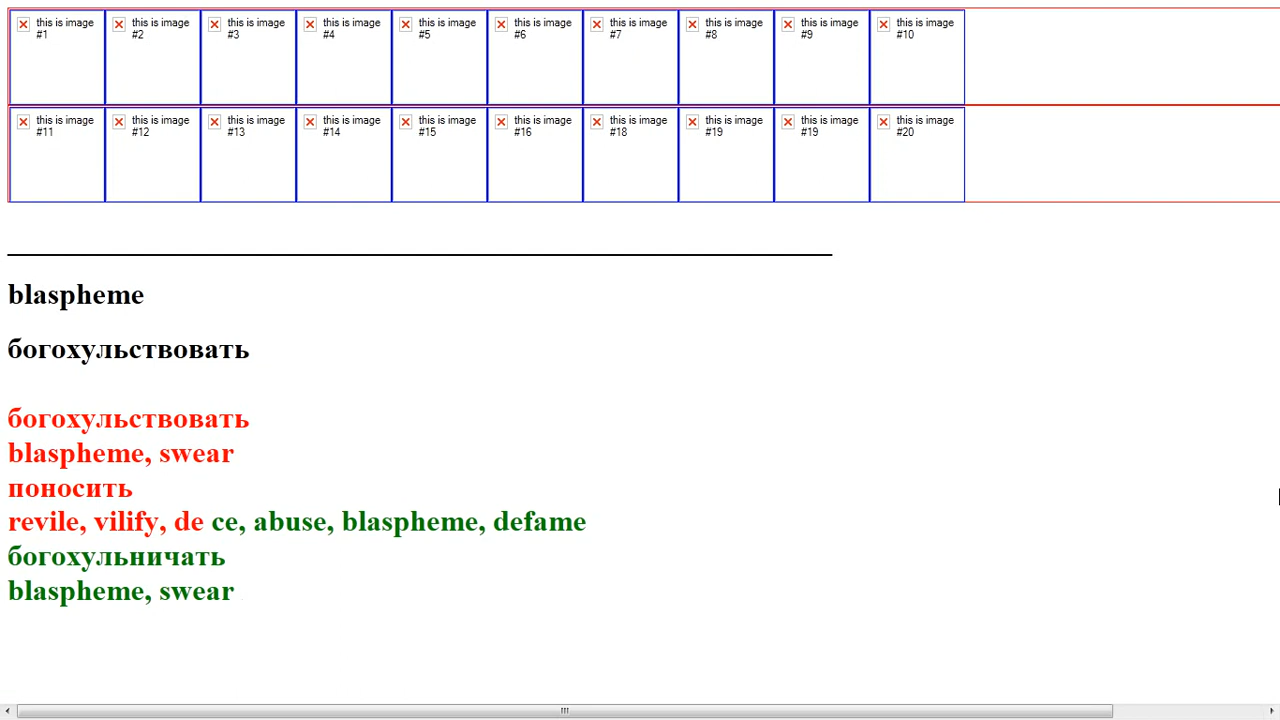 this is image #1 this is image #2 this is image #3 this is image #4 this is image #5 this is image #6 this is image #7 this is image #8 this is image #9 this is image #10
this is image #11 this is image #12 this is image #13 this is image #14 this is image #15 this is image #16 this is image #18 this is image #19 this is image #19 this is image #20
blaspheme
богохульствовать
богохульствовать
blaspheme, swear
поносить
revile, vilify, de ce, abuse, blaspheme, defame
богохульничать
blaspheme, swear